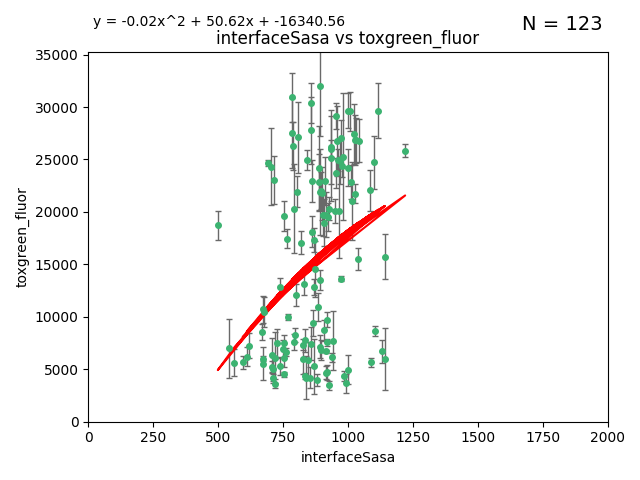 y = -0.02x^2 + 50.62x + -16340.56
N = 123
interfaceSasa vs toxgreen_fluor
35000
30000
25000
20000
15000
10000
5000
0
toxgreen_fluor
0 250 500 750 1000 1250 1500 1750 2000
interfaceSasa